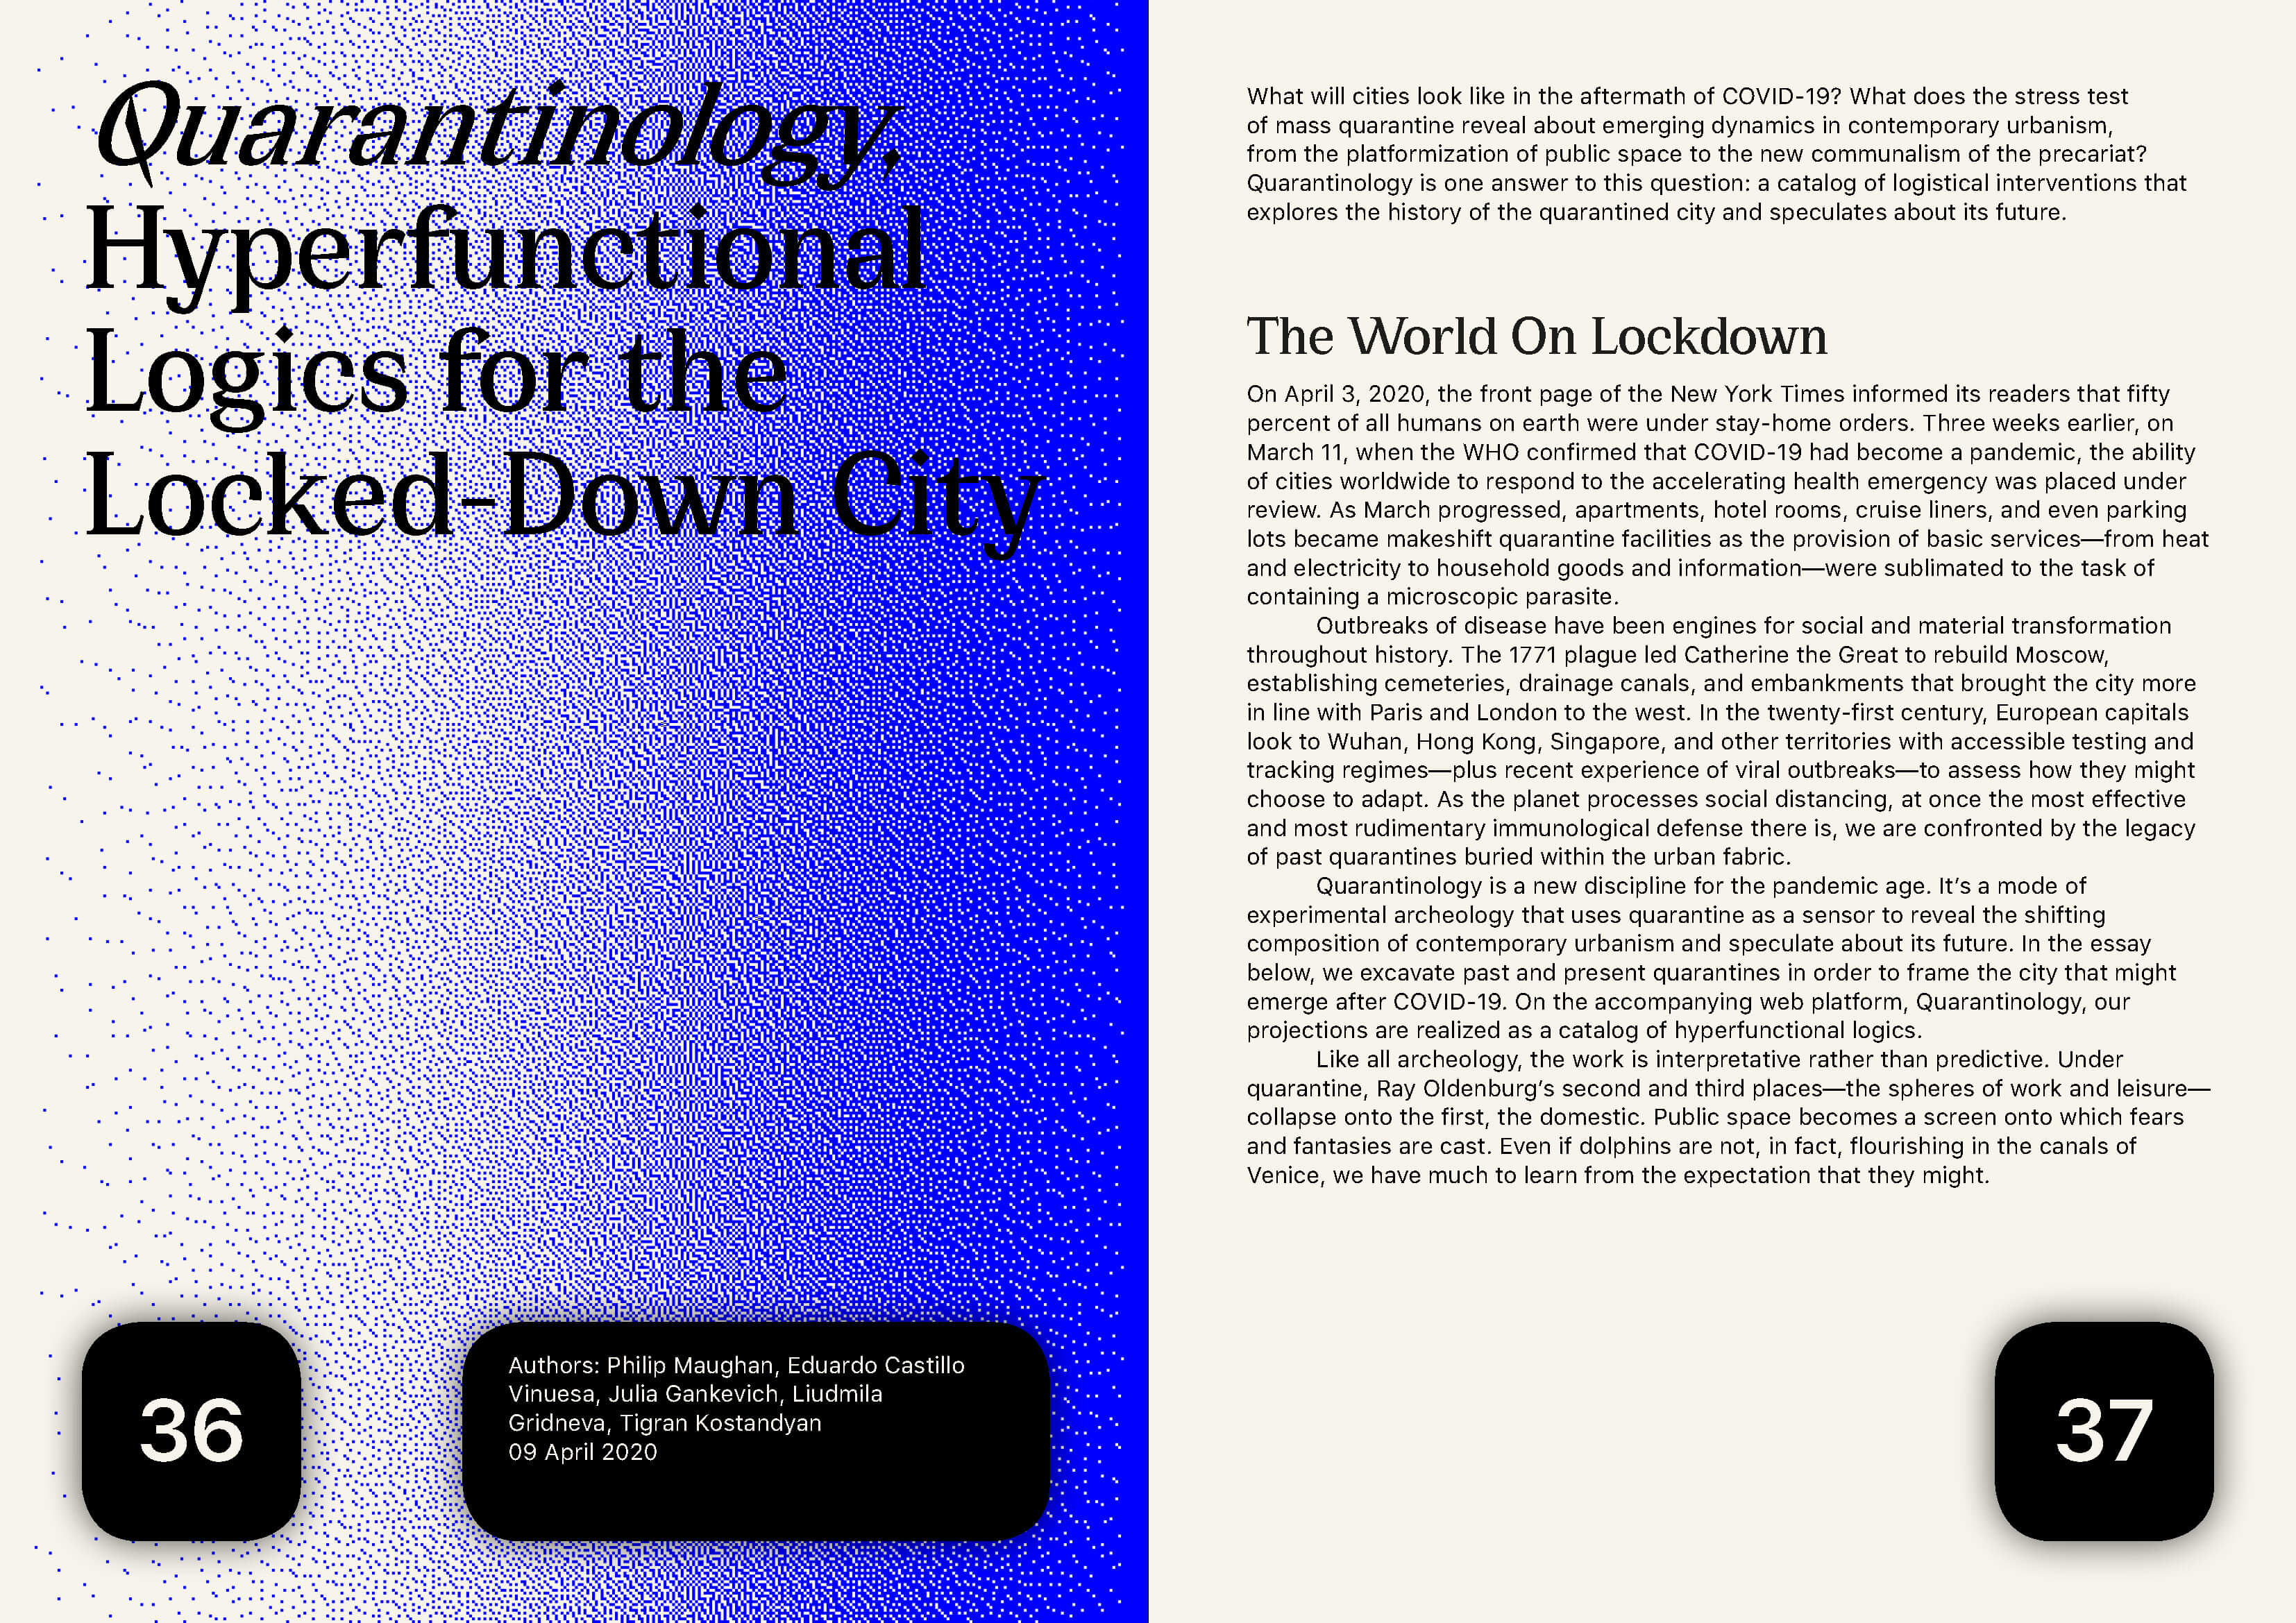 Quarantinology.
Hyperfunctional
Logics for the
Locked-Down City
36
Authors: Philip Maughan, Eduardo Castillo
Vinuesa, Julia Gankevich, Liudmila
Gridneva, Tigran Kostandyan
09 April 2020
What will cities look like in the aftermath of COVID-19? What does the stress test
of mass quarantine reveal about emerging dynamics in contemporary urbanism,
from the platformization of public space to the new communalism of the precariat?
Quarantinology is one answer to this question: a catalog of logistical interventions that
explores the history of the quarantined city and speculates about its future.
The World On Lockdown
On April 3, 2020, the front page of the New York Times informed its readers that fifty
percent of all humans on earth were under stay-home orders. Three weeks earlier, on
March 11, when the WHO confirmed that COVID-19 had become a pandemic, the ability
of cities worldwide to respond to the accelerating health emergency was placed under
review. As March progressed, apartments, hotel rooms, cruise liners, and even parking
lots became makeshift quarantine facilities as the provision of basic services—from heat
and electricity to household goods and information—were sublimated to the task of
containing a microscopic parasite.
Outbreaks of disease have been engines for social and material transformation
throughout history. The 1771 plague led Catherine the Great to rebuild Moscow,
establishing cemeteries, drainage canals, and embankments that brought the city more
in line with Paris and London to the west. In the twenty-first century, European capitals
look to Wuhan, Hong Kong, Singapore, and other territories with accessible testing and
tracking regimes—plus recent experience of viral outbreaks—to assess how they might
choose to adapt. As the planet processes social distancing, at once the most effective
and most rudimentary immunological defense there is, we are confronted by the legacy
of past quarantines buried within the urban fabric.
Quarantinology is a new discipline for the pandemic age. It’s a mode of
experimental archeology that uses quarantine as a sensor to reveal the shifting
composition of contemporary urbanism and speculate about its future. In the essay
below, we excavate past and present quarantines in order to frame the city that might
emerge after COVID-19. On the accompanying web platform, Quarantinology, our
projections are realized as a catalog of hyperfunctional logics.
Like all archeology, the work is interpretative rather than predictive. Under
quarantine, Ray Oldenburg’s second and third places—the spheres of work and leisure—
collapse onto the first, the domestic. Public space becomes a screen onto which fears
and fantasies are cast. Even if dolphins are not, in fact, flourishing in the canals of
Venice, we have much to learn from the expectation that they might.
37